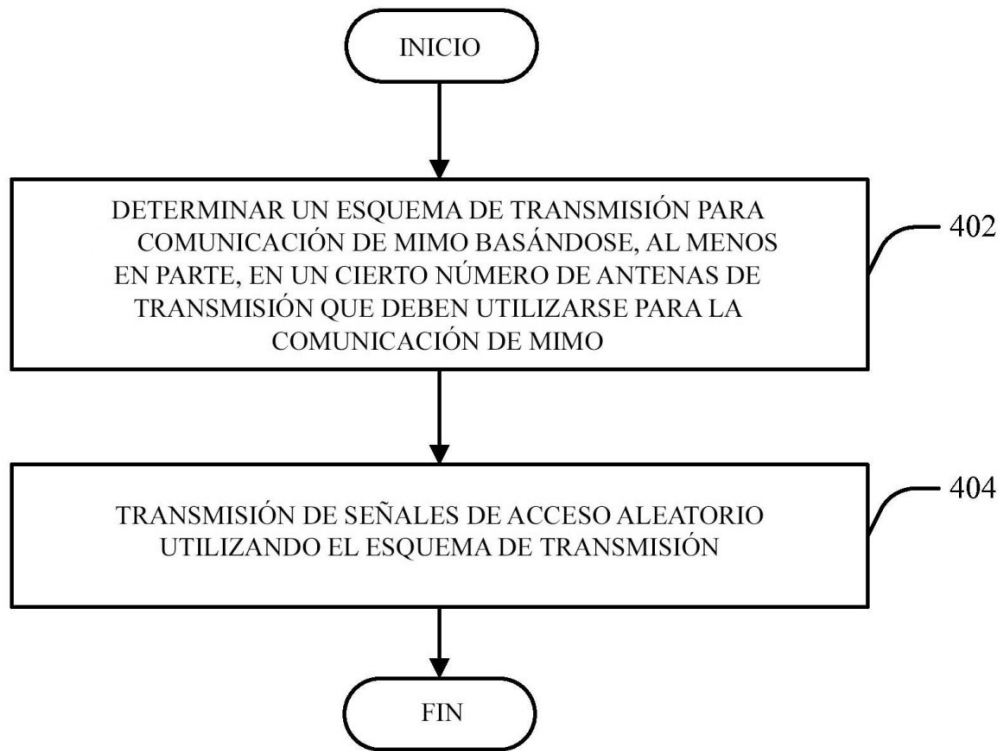 INICIO
DETERMINAR UN ESQUEMA DE TRANSMISIÓN PARA
COMUNICACIÓN DE MIMO BASÁNDOSE, AL MENOS
EN PARTE, EN UN CIERTO NÚMERO DE ANTENAS DE
TRANSMISIÓN QUE DEBEN UTILIZARSE PARA LA
COMUNICACIÓN DE MIMO
402
TRANSMISIÓN DE SEÑALES DE ACCESO ALEATORIO
UTILIZANDO EL ESQUEMA DE TRANSMISIÓN
404
FIN